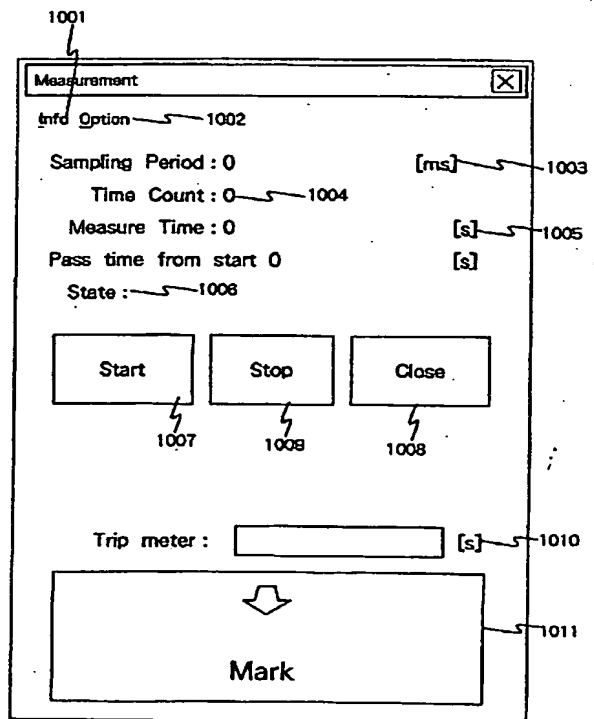 1001
Measurement
Info Option 1002
Sampling Period : 0 [ms] 1003
Time Count : 0 1004
Measure Time : 0 [s] 1005
Pass time from start 0 [s]
State : 1006
Start Stop Close
1007 1009 1008
Trip meter : [s] 1010
1011
Mark